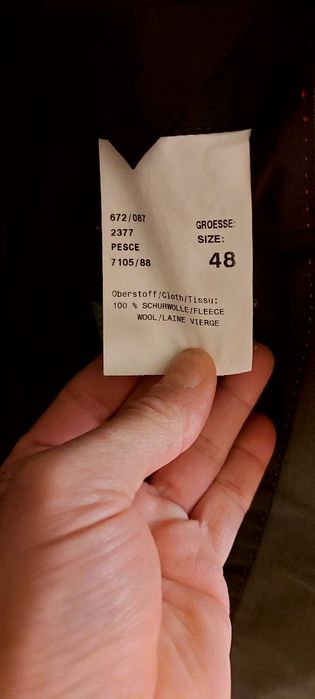 672/087
2377
PESCE
7105/88
GROESSE:
SIZE:
48
Oberstoff/Cloth/Tissu:
100 % SCHURWOLLE/FLEECE
WOOL/LAINE VIERGE